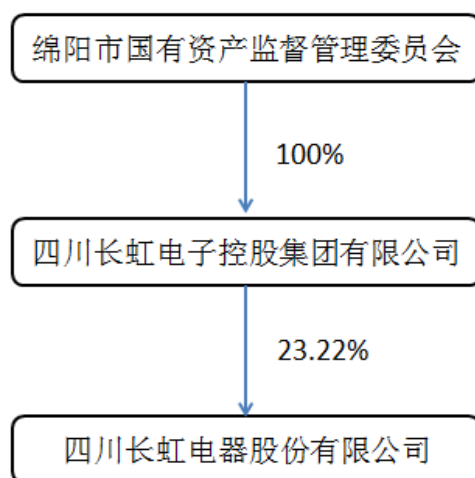 绵阳市国有资产监督管理委员会
100%
四川长虹电子控股集团有限公司
23.22%
四川长虹电器股份有限公司